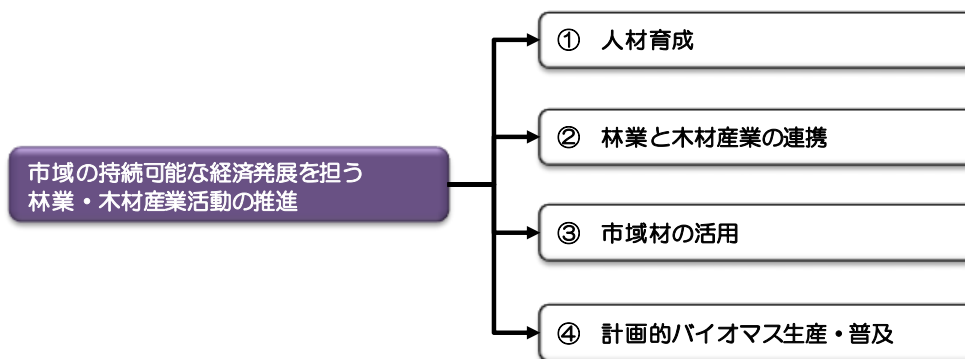 市域の持続可能な経済発展を担う
林業・木材産業活動の推進
① 人材育成
② 林業と木材産業の連携
③ 市域材の活用
④ 計画的バイオマス生産・普及